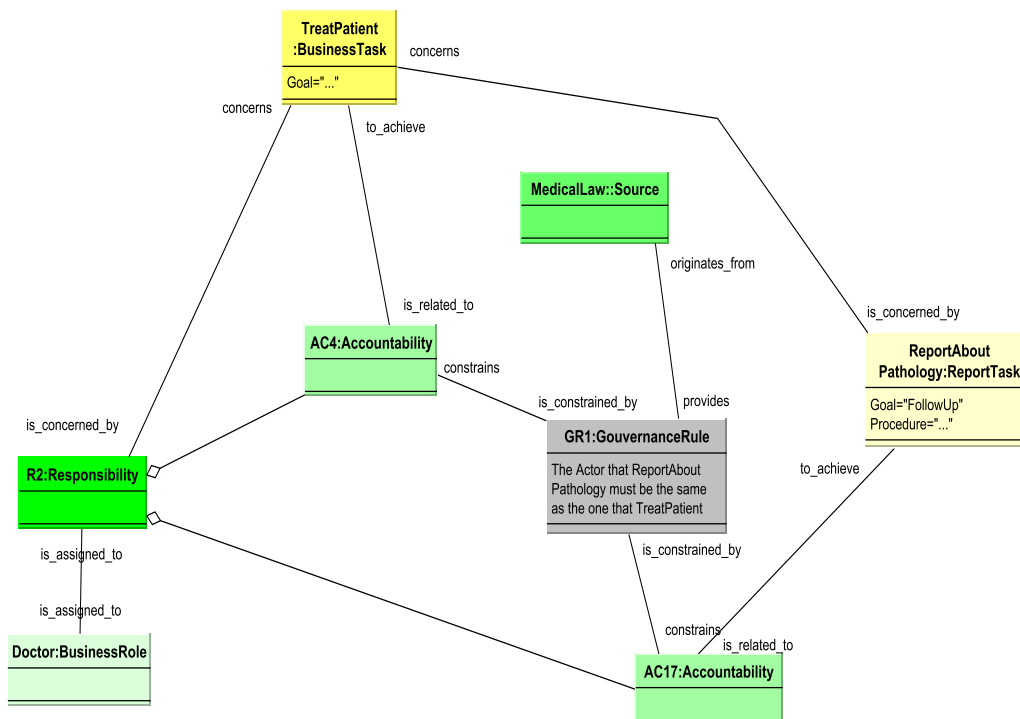 TreatPatient
:BusinessTask
Goal="..."
concerns
concerns
to_achieve
MedicalLaw::Source
originates_from
is_related_to
is_concerned_by
AC4:Accountability
constrains
ReportAbout
Pathology:ReportTask
Goal="FollowUp"
Procedure="..."
is_constrained_by
provides
is_concerned_by
GR1:GouvernanceRule
The Actor that ReportAbout
Pathology must be the same
as the one that TreatPatient
R2:Responsibility
to_achieve
is_assigned_to
is_constrained_by
is_assigned_to
constrains
is_related_to
Doctor:BusinessRole
AC17:Accountability